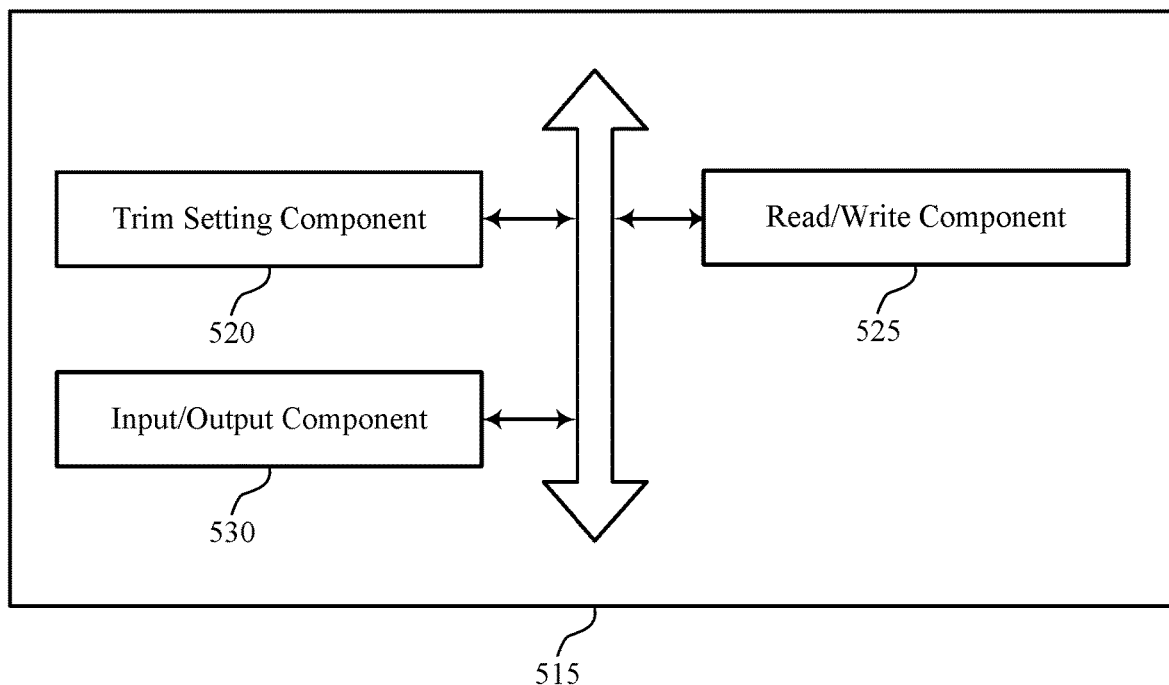 Trim Setting Component
Read/Write Component
520
525
Input/Output Component
530
515